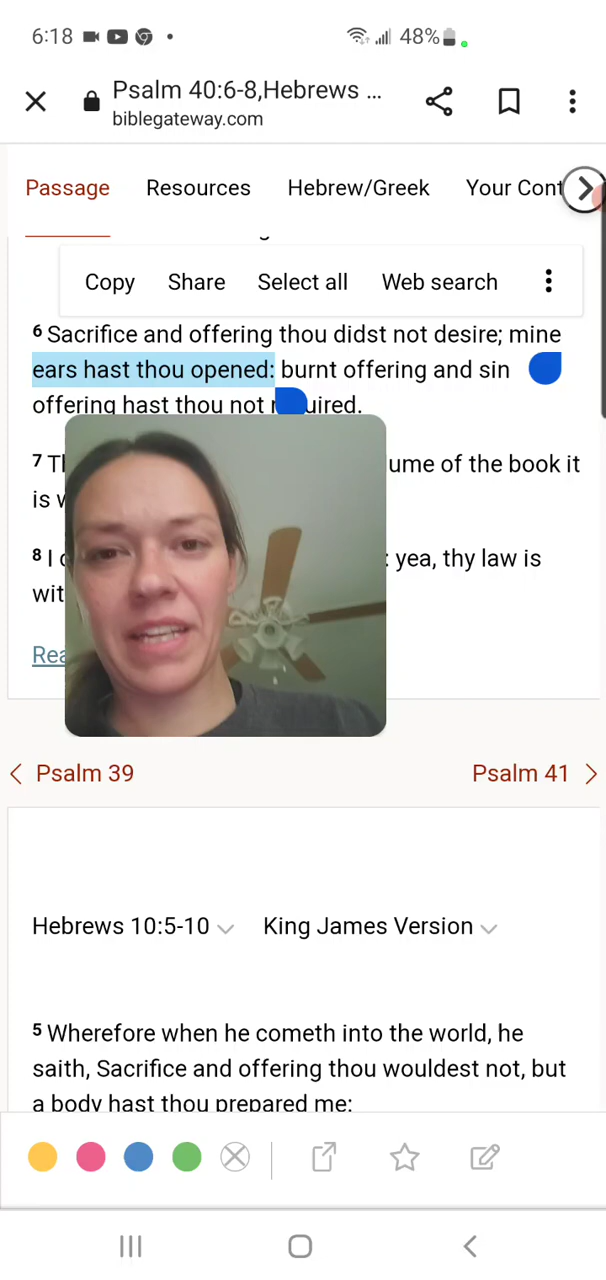 6:18 48%
Psalm 40:6-8,Hebrews ...
biblegateway.com
Passage Resources Hebrew/Greek Your Cont
Copy Share Select all Web search
6 Sacrifice and offering thou didst not desire; mine
ears hast thou opened: burnt offering and sin
offering hast thou not
7 ume of the book it
is
8 I : yea, thy law is
Psalm 39 Psalm 41
Hebrews 10:5-10 King James Version
5 Wherefore when he cometh into the world, he
saith, Sacrifice and offering thou wouldest not, but
a body hast thou prepared me: